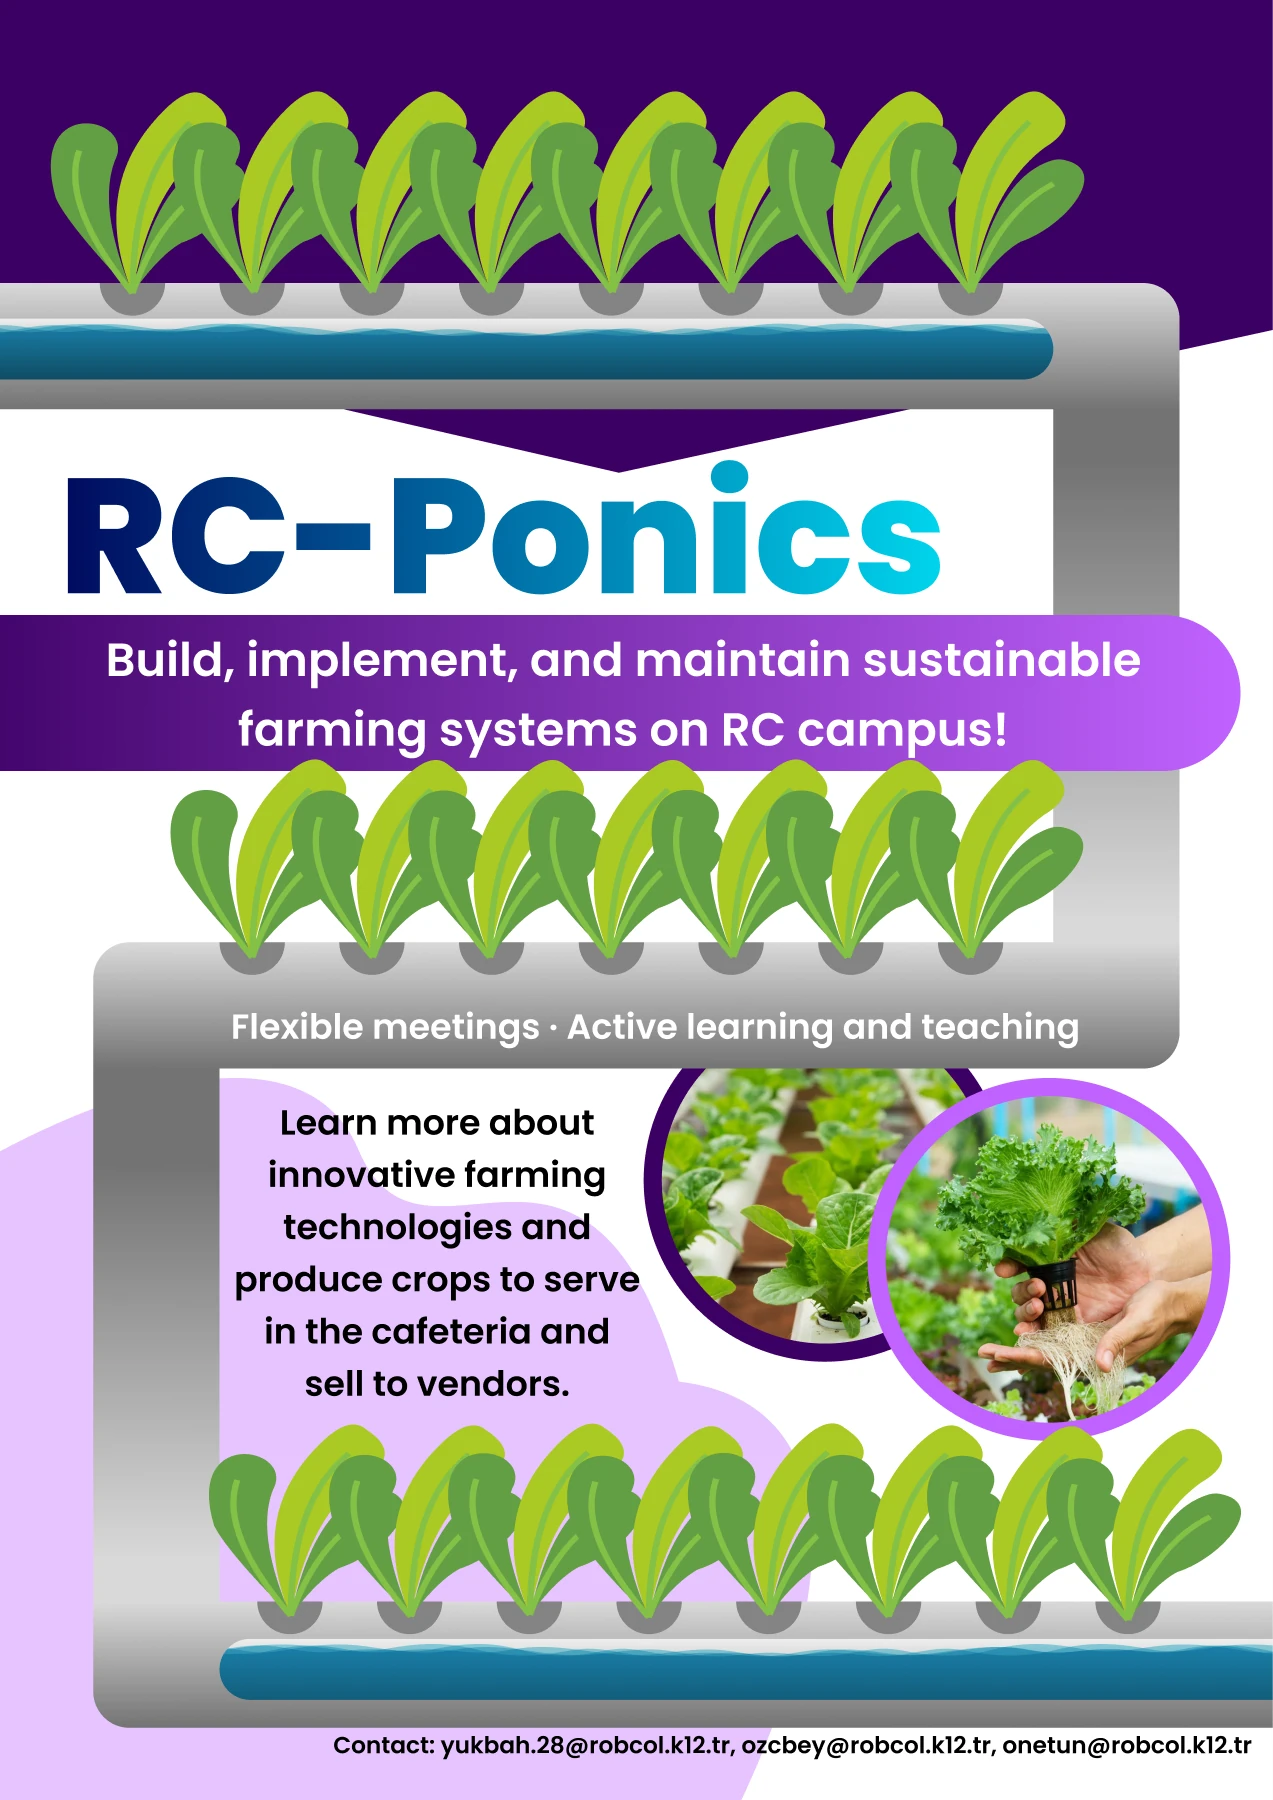 RC-Ponics
Build, implement, and maintain sustainable
farming systems on RC campus!
Flexible meetings · Active learning and teaching
Learn more about
innovative farming
technologies and
produce crops to serve
in the cafeteria and
sell to vendors.
Contact: yukbah.28@robcol.k12.tr, ozcbey@robcol.k12.tr, onetun@robcol.k12.tr